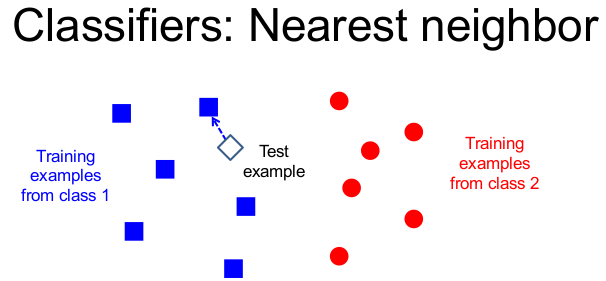 Classifiers: Nearest neighbor
Training
examples
from class 1
Test
example
Training
examples
from class 2